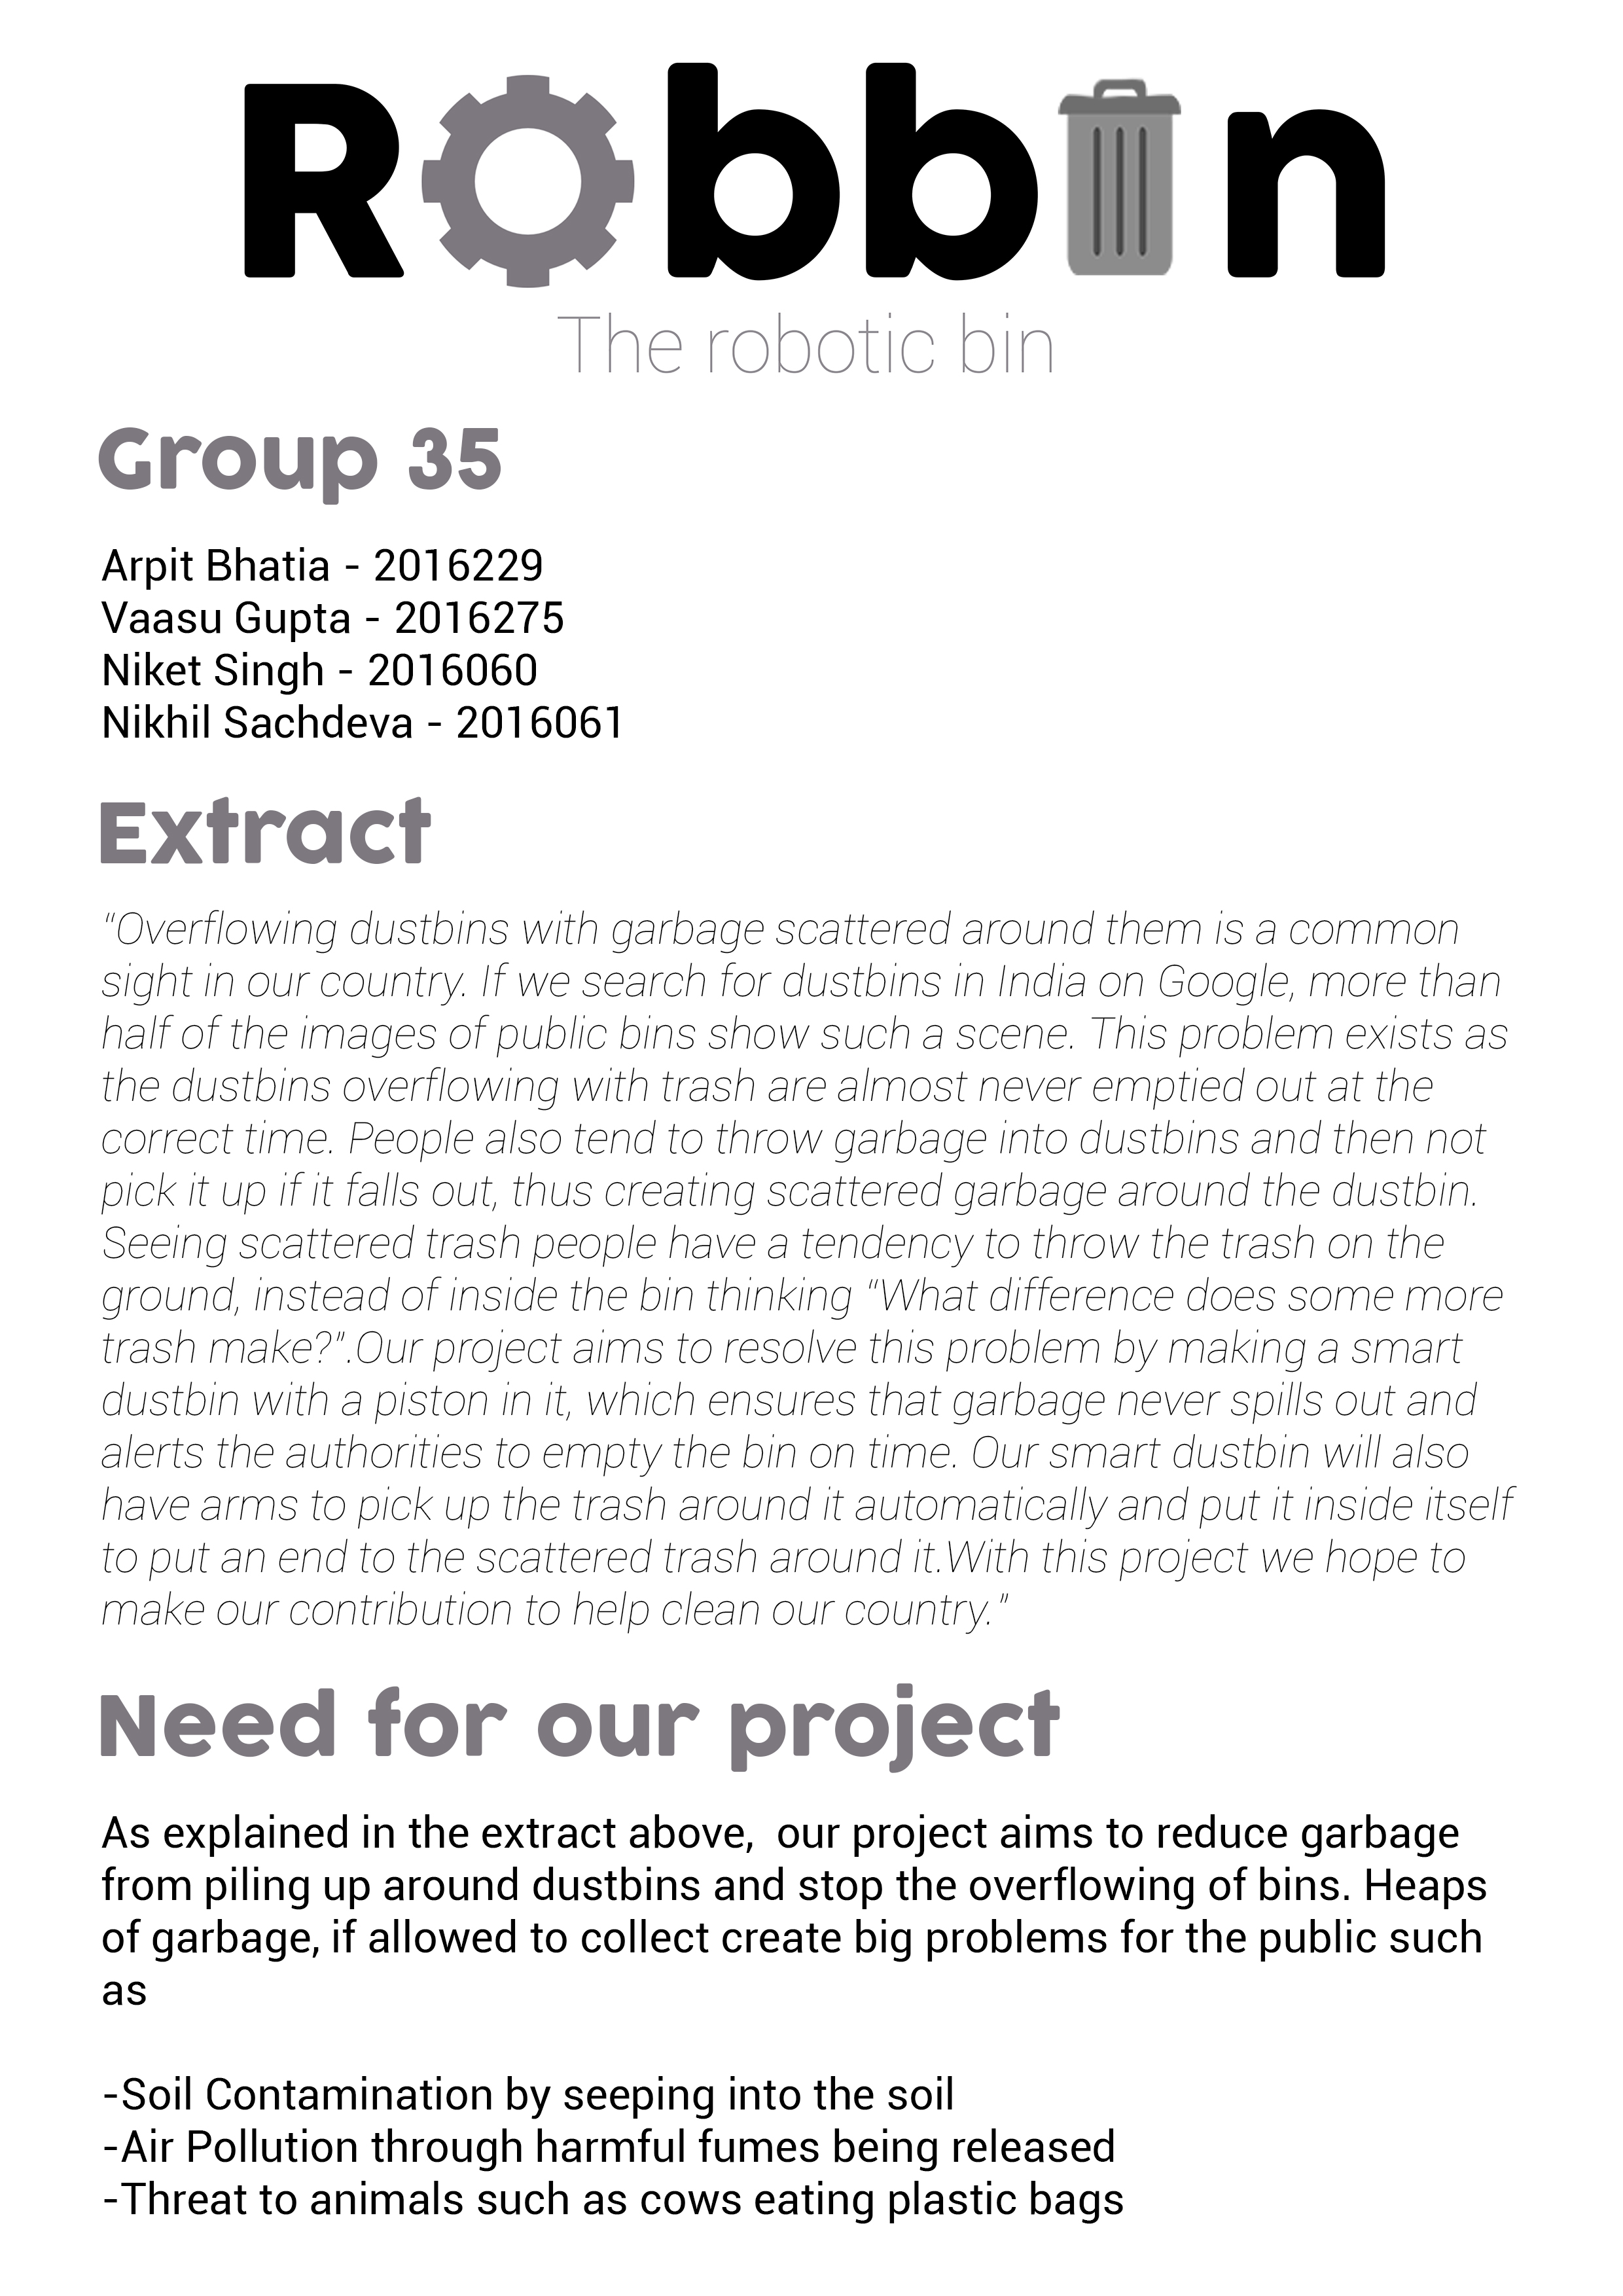 Robbin
The robotic bin
Group 35
Arpit Bhatia - 2016229
Vaasu Gupta - 2016275
Niket Singh - 2016060
Nikhil Sachdeva - 2016061
Extract
"Overflowing dustbins with garbage scattered around them is a common
sight in our country. If we search for dustbins in India on Google, more than
half of the images of public bins show such a scene. This problem exists as
the dustbins overflowing with trash are almost never emptied out at the
correct time. People also tend to throw garbage into dustbins and then not
pick it up if it falls out, thus creating scattered garbage around the dustbin.
Seeing scattered trash people have a tendency to throw the trash on the
ground, instead of inside the bin thinking "What difference does some more
trash make?".Our project aims to resolve this problem by making a smart
dustbin with a piston in it, which ensures that garbage never spills out and
alerts the authorities to empty the bin on time. Our smart dustbin will also
have arms to pick up the trash around it automatically and put it inside itself
to put an end to the scattered trash around it.With this project we hope to
make our contribution to help clean our country."
Need for our project
As explained in the extract above,  our project aims to reduce garbage
from piling up around dustbins and stop the overflowing of bins. Heaps
of garbage, if allowed to collect create big problems for the public such
as
-Soil Contamination by seeping into the soil
-Air Pollution through harmful fumes being released
-Threat to animals such as cows eating plastic bags